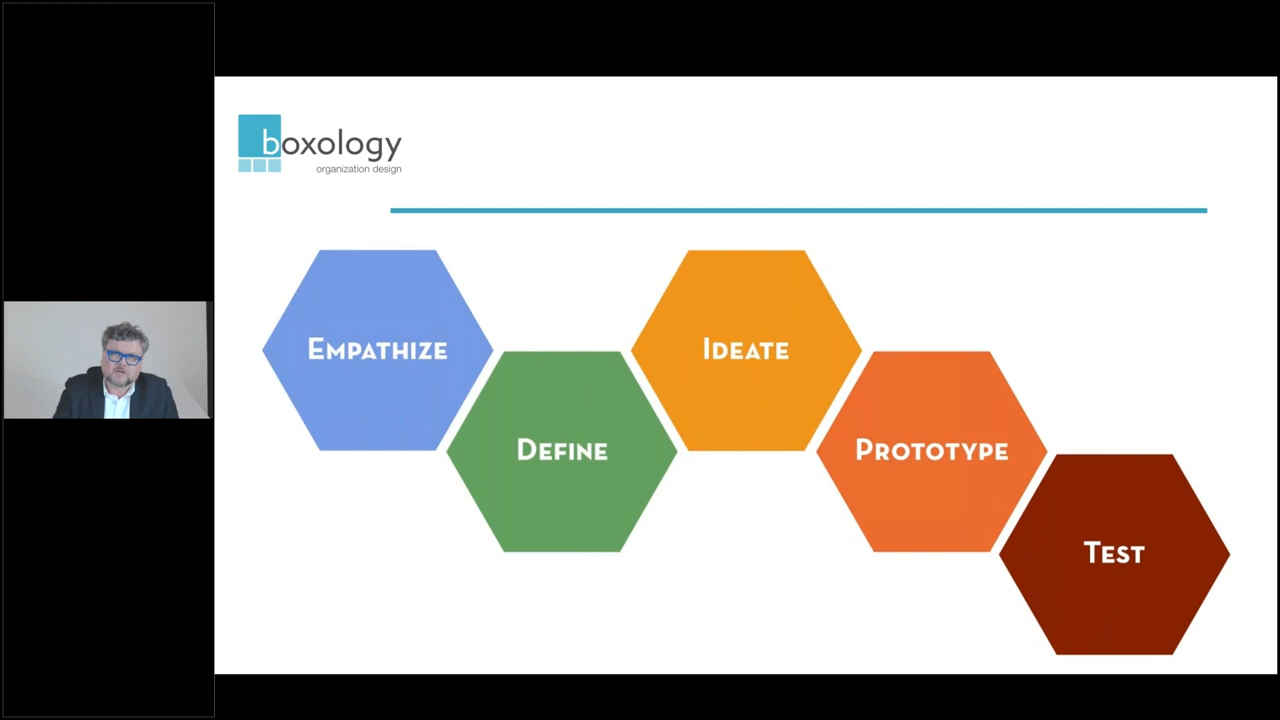 boxology
organization design
EMPATHIZE
IDEATE
DEFINE
PROTOTYPE
TEST